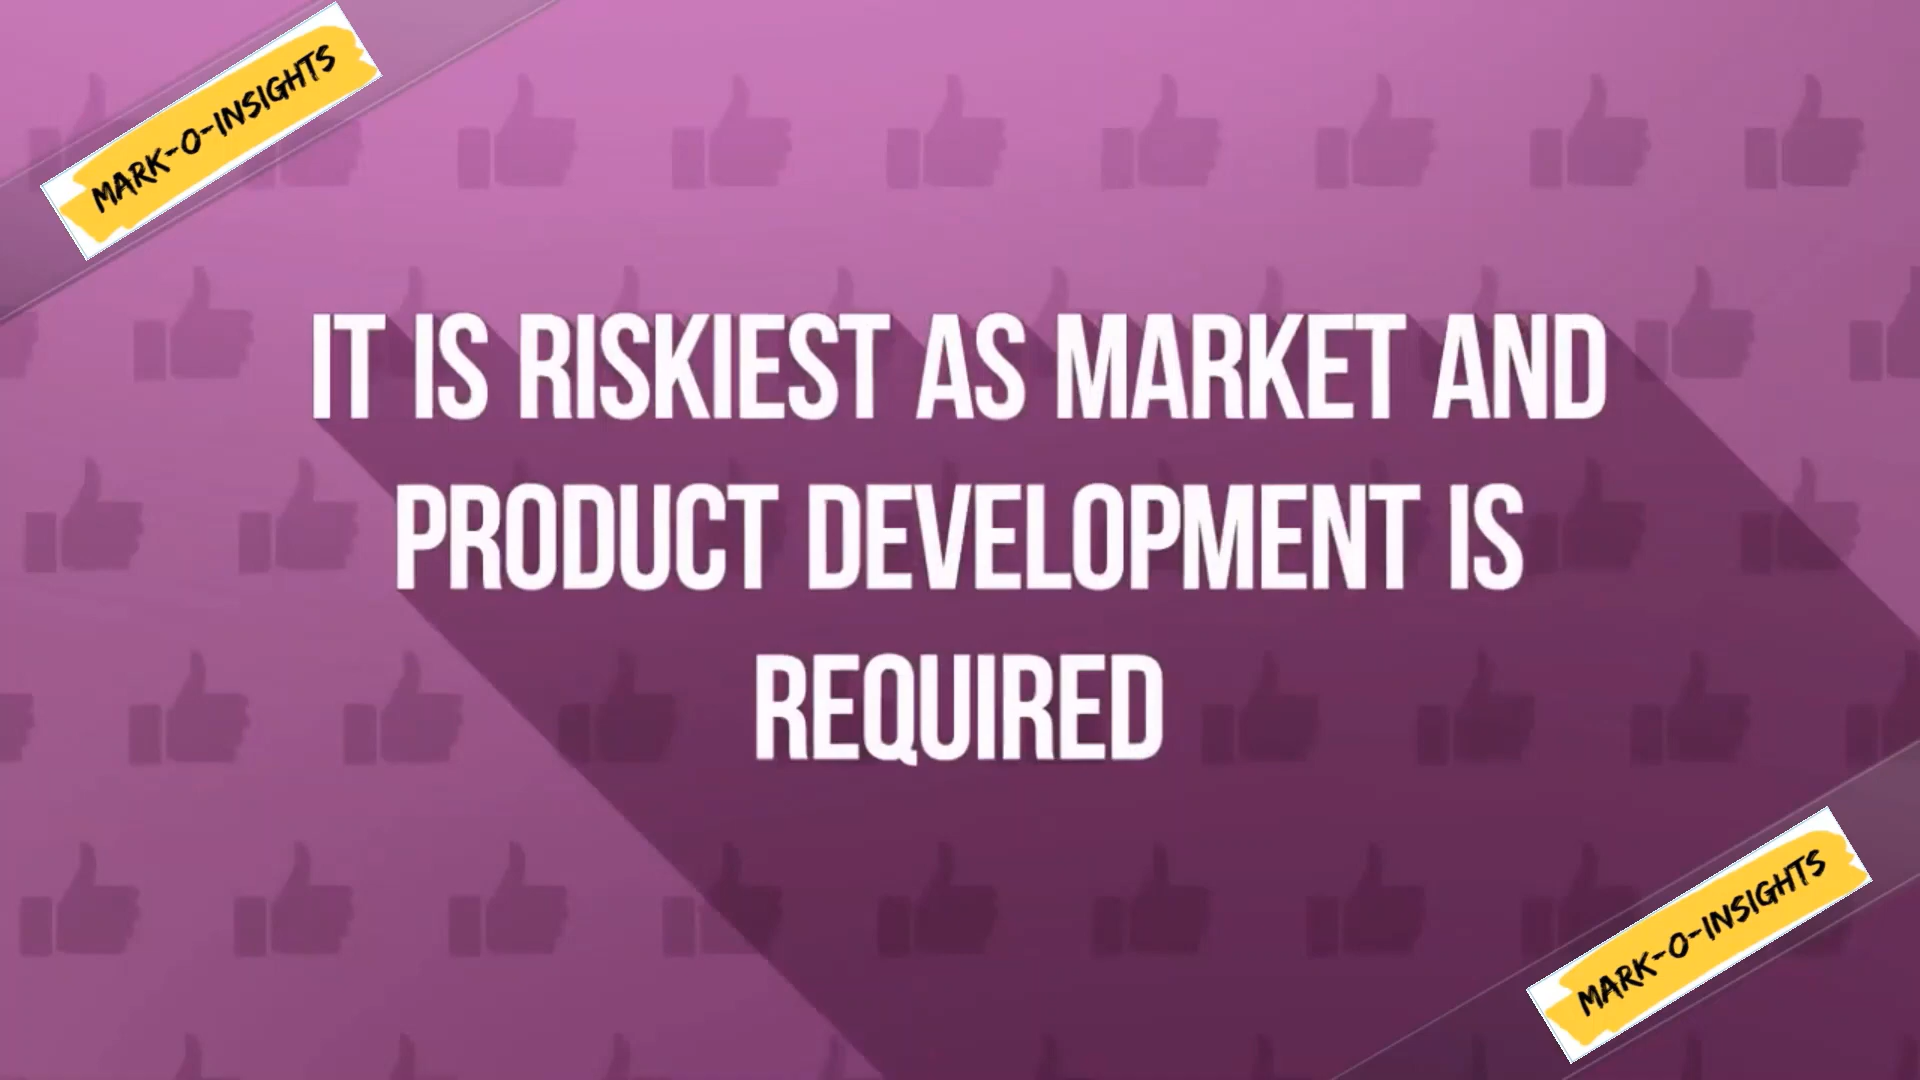 MARK-O-INSIGHTS
IT IS RISKIEST AS MARKET AND
PRODUCT DEVELOPMENT IS
REQUIRED
MARK-O-INSIGHTS